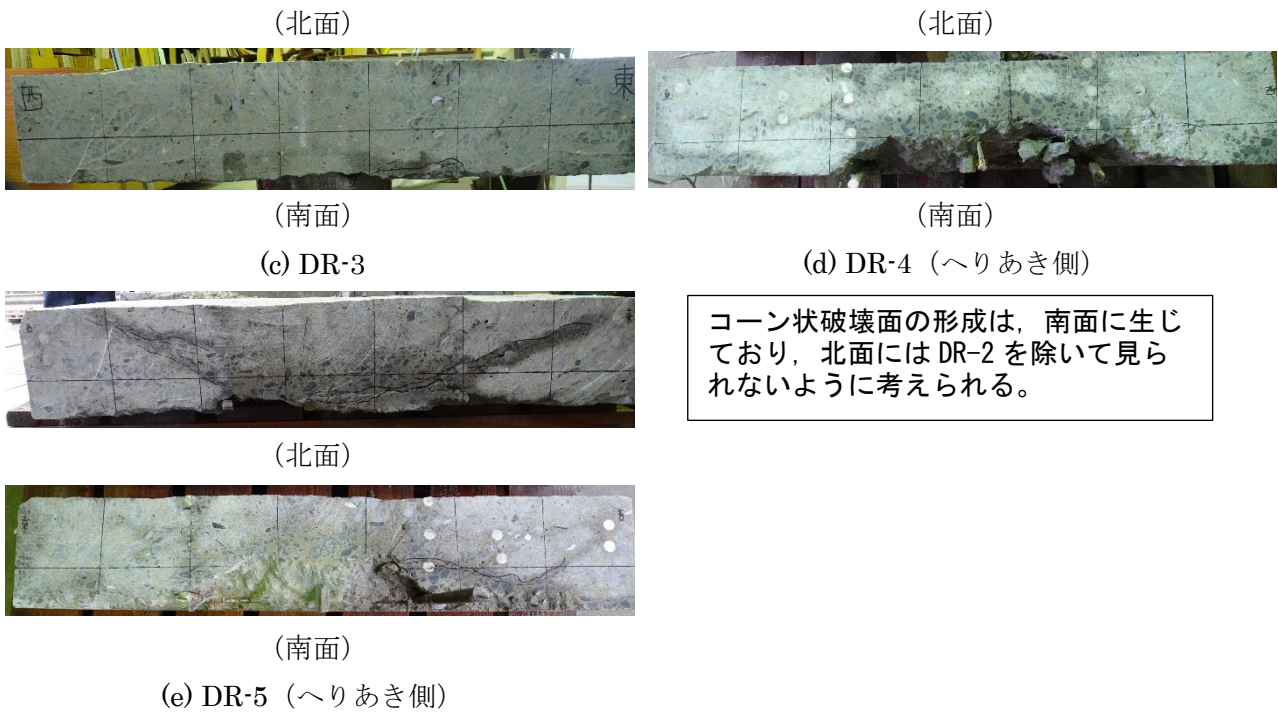 （北面）
（北面）
西
東
（南面）
（南面）
(c) DR-3
(d) DR-4（へりあき側）
コーン状破壊面の形成は，南面に生じ
ており，北面には DR-2 を除いて見ら
れないように考えられる。
（北面）
（南面）
(e) DR-5（へりあき側）